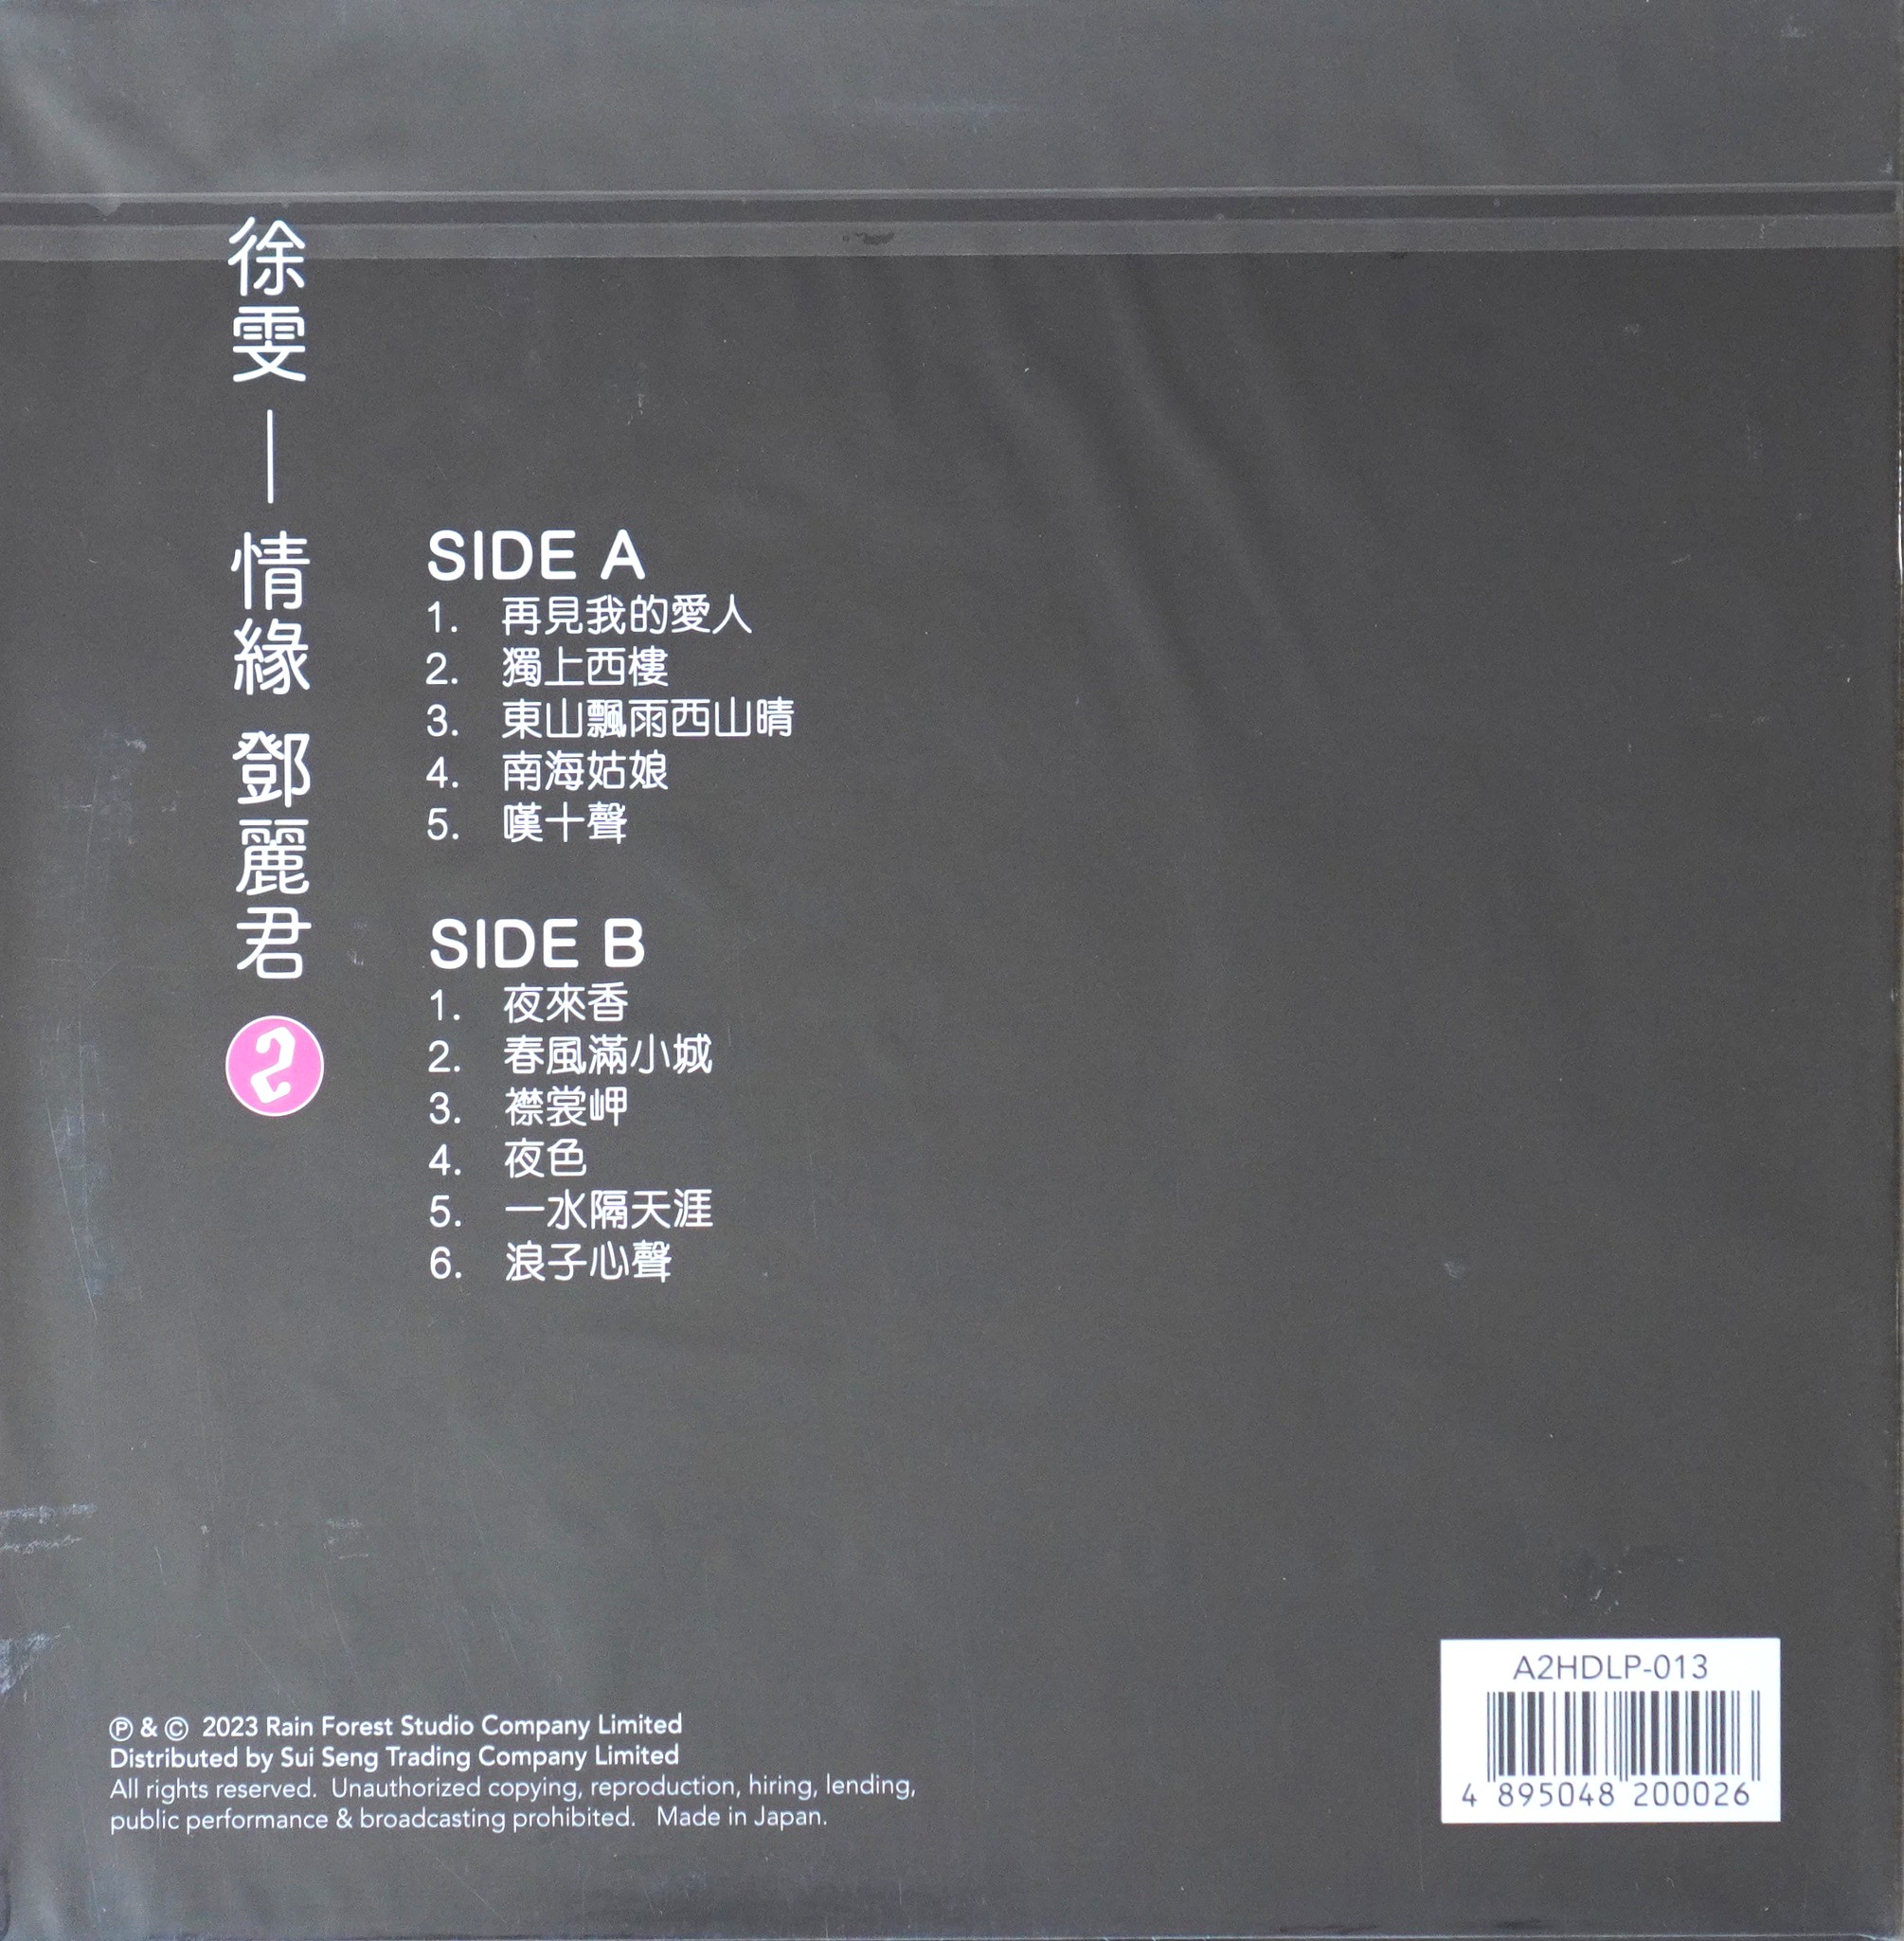 徐雯—情緣 鄧麗君 2
SIDE A
1. 再見我的愛人
2. 獨上西樓
3. 東山飄雨西山晴
4. 南海姑娘
5. 嘆十聲
SIDE B
1. 夜來香
2. 春風滿小城
3. 襟裳岬
4. 夜色
5. 一水隔天涯
6. 浪子心聲
℗ & © 2023 Rain Forest Studio Company Limited
Distributed by Sui Seng Trading Company Limited
All rights reserved. Unauthorized copying, reproduction, hiring, lending,
public performance & broadcasting prohibited. Made in Japan.
A2HDLP-013
4 895048 200026